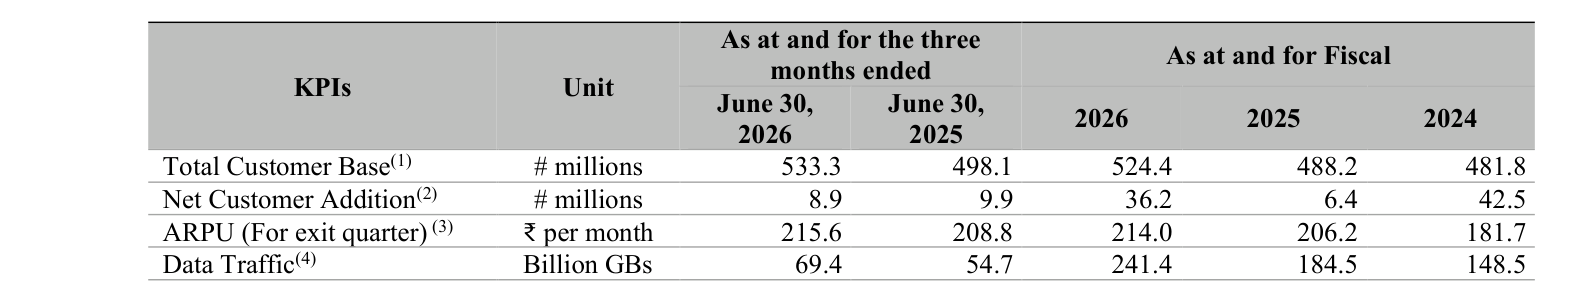 KPIs Unit As at and for the three months ended As at and for Fiscal
June 30, 2026 June 30, 2025 2026 2025 2024
Total Customer Base(1) # millions 533.3 498.1 524.4 488.2 481.8
Net Customer Addition(2) # millions 8.9 9.9 36.2 6.4 42.5
ARPU (For exit quarter) (3) ₹ per month 215.6 208.8 214.0 206.2 181.7
Data Traffic(4) Billion GBs 69.4 54.7 241.4 184.5 148.5